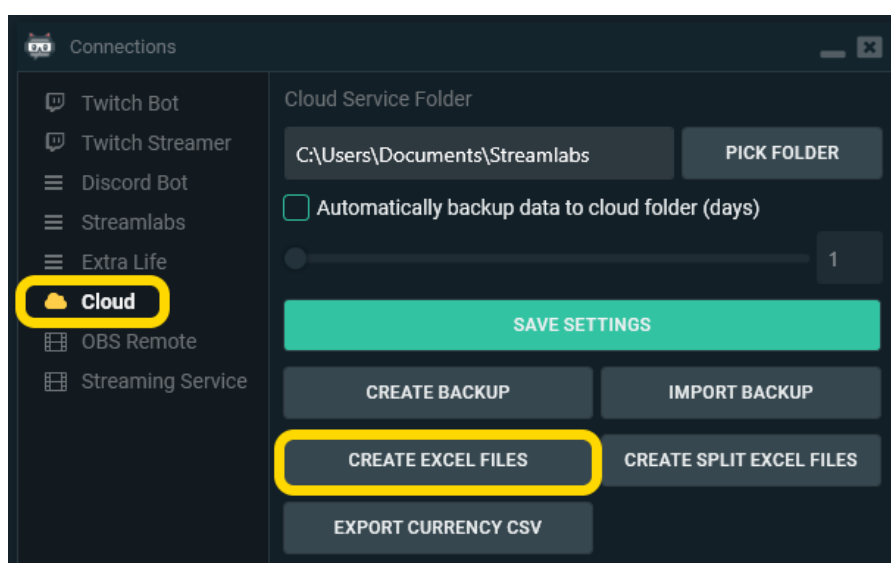 Connections
Twitch Bot
Twitch Streamer
Discord Bot
Streamlabs
Extra Life
Cloud
OBS Remote
Streaming Service
Cloud Service Folder
C:\Users\Documents\Streamlabs
PICK FOLDER
Automatically backup data to cloud folder (days)
1
SAVE SETTINGS
CREATE BACKUP
IMPORT BACKUP
CREATE EXCEL FILES
CREATE SPLIT EXCEL FILES
EXPORT CURRENCY CSV